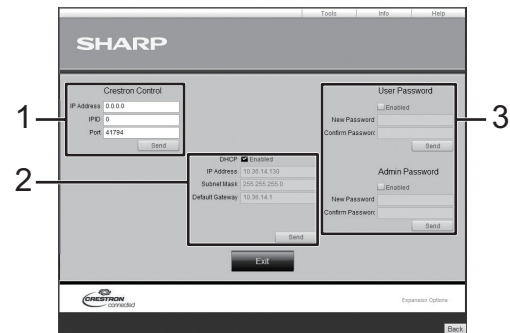 Tools Info Help
SHARP
1
Crestron Control
IP Address 0.0.0.0
IPID 0
Port 41794
Send
2
DHCP Enabled
IP Address 10.36.14.130
Subnet Mask 255.255.255.0
Default Gateway 10.36.14.1
Send
3
User Password
Enabled
New Password
Confirm Passworc
Send
Admin Password
Enabled
New Password
Confirm Passworc
Send
Exit
CRESTRON
connected
Expansion Options
Back